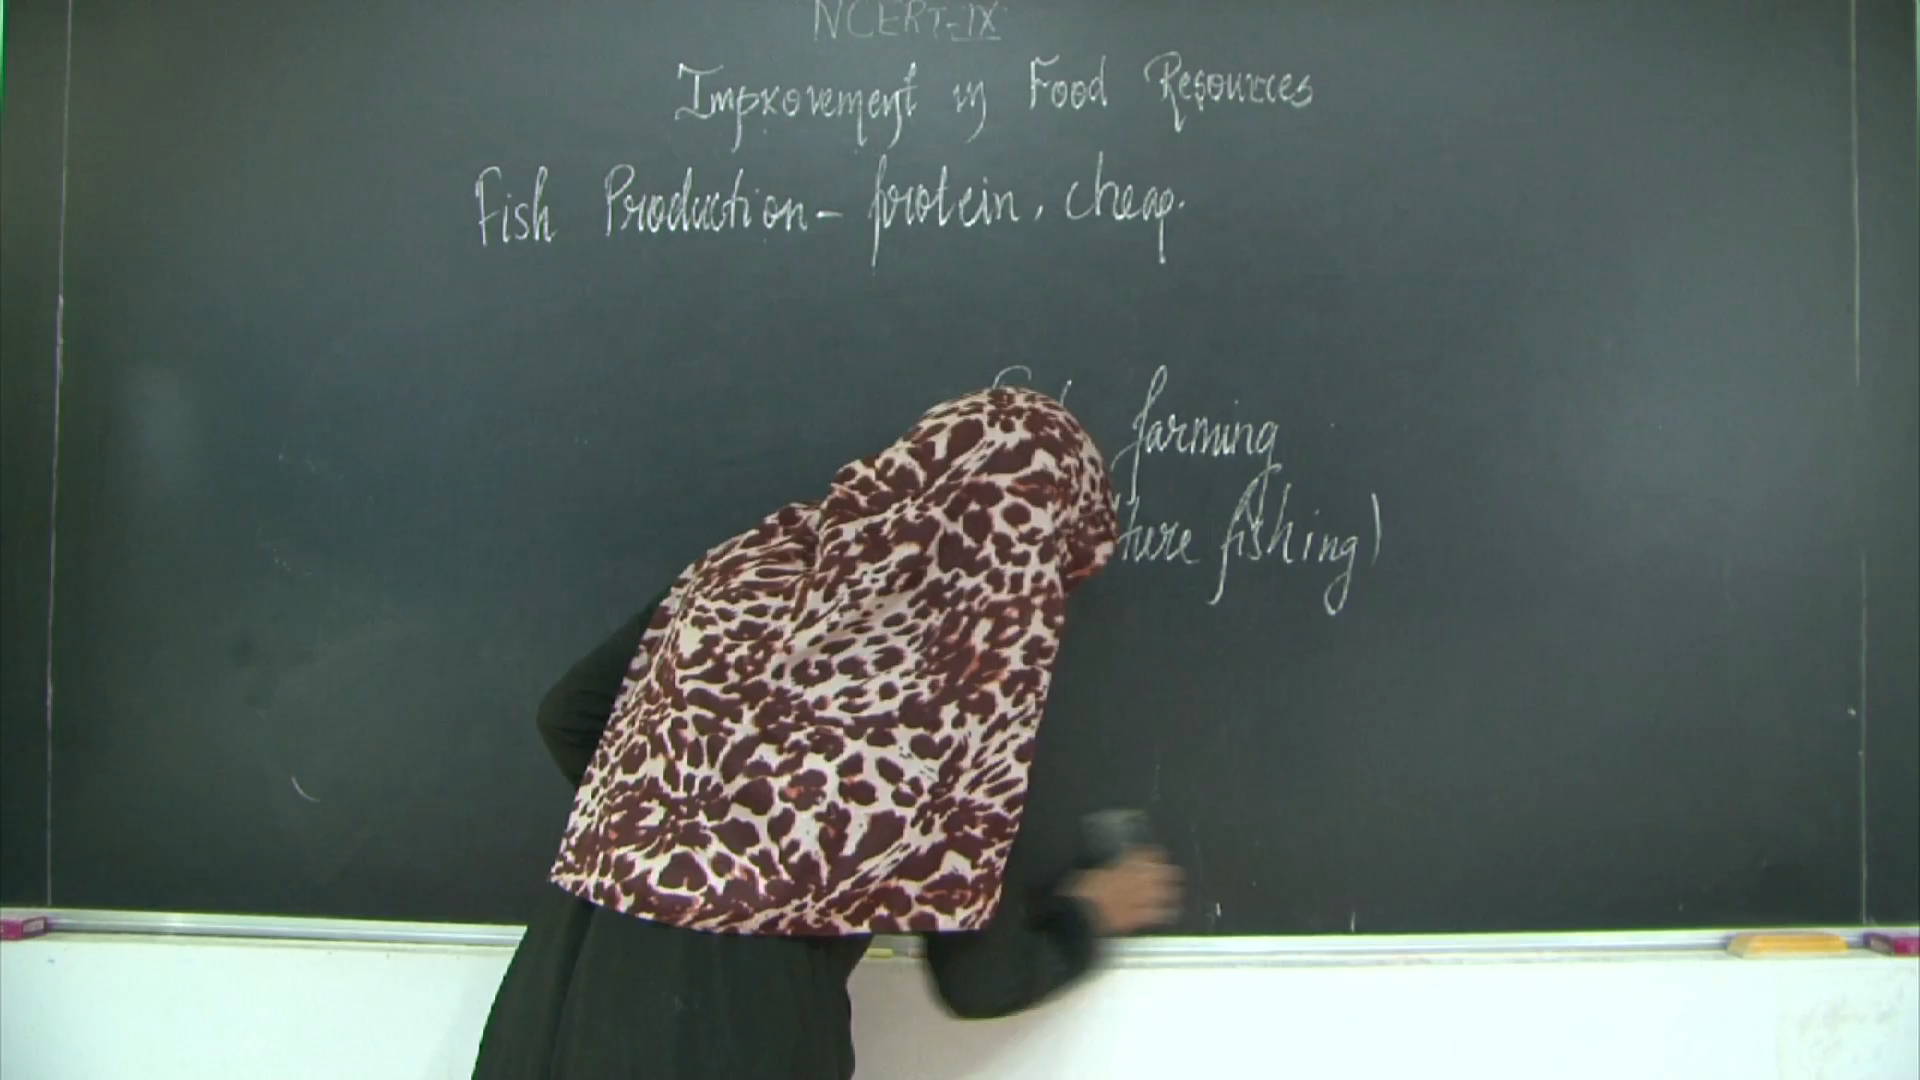 NCERT-IX
Improvement in Food Resources
Fish Production - protein, cheap.
farming
fishing)